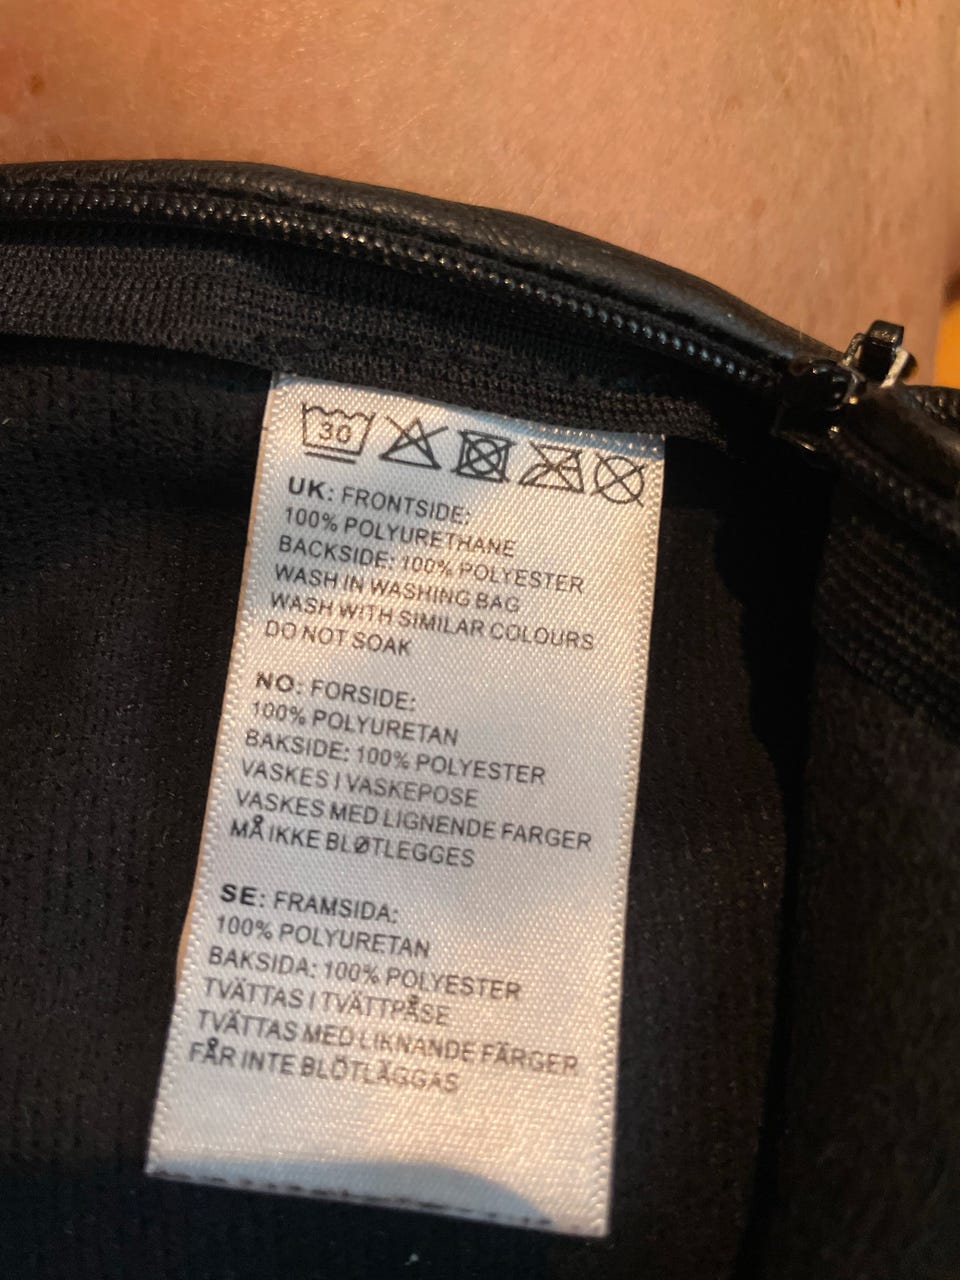 30
UK: FRONTSIDE:
100% POLYURETHANE
BACKSIDE: 100% POLYESTER
WASH IN WASHING BAG
WASH WITH SIMILAR COLOURS
DO NOT SOAK
NO: FORSIDE:
100% POLYURETAN
BAKSIDE: 100% POLYESTER
VASKES I VASKEPOSE
VASKES MED LIGNENDE FARGER
MÅ IKKE BLØTLEGGES
SE: FRAMSIDA:
100% POLYURETAN
BAKSIDA: 100% POLYESTER
TVÄTTAS I TVÄTTPÅSE
TVÄTTAS MED LIKNANDE FÄRGER
FÅR INTE BLÖTLÄGGAS